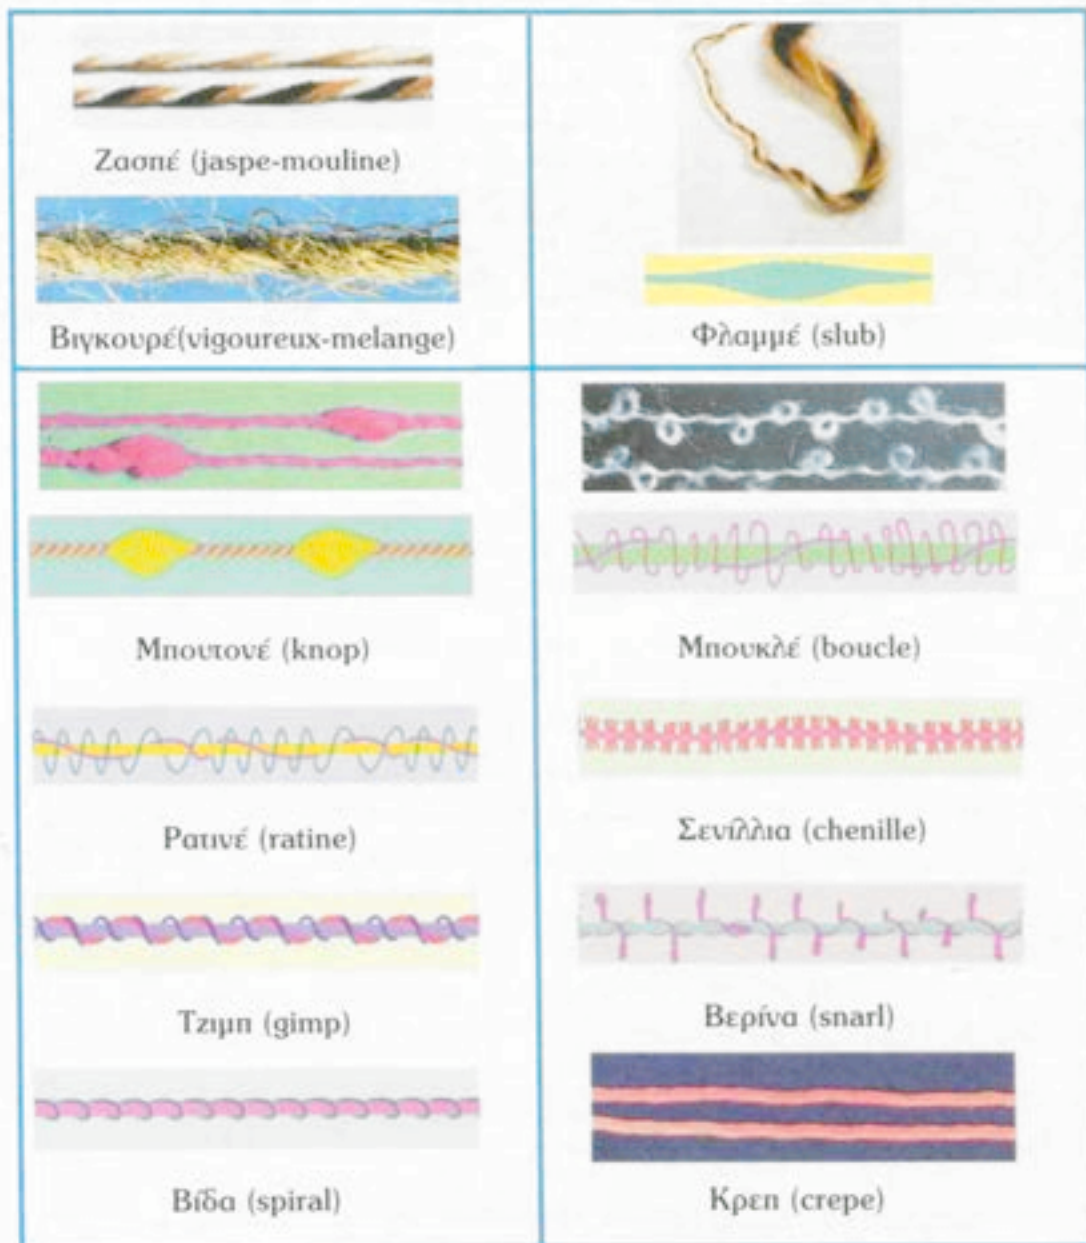 Ζασπέ (jaspe-mouline)
Βιγκουρέ(vigoureux-melange)
Φλαμμέ (slub)
Μπουτονέ (knop)
Μπουκλέ (boucle)
Ρατινέ (ratine)
Σενίλλια (chenille)
Τζιμπ (gimp)
Βερίνα (snarl)
Βίδα (spiral)
Κρεπ (crepe)